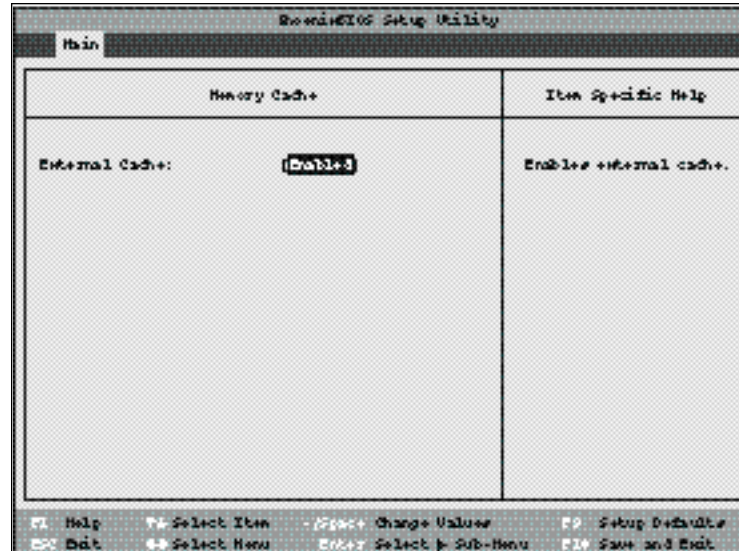 PhoenixBIOS Setup Utility
Main
Memory Cache
Item Specific Help
External Cache:
[Enabled]
Enables external cache.
F1 Help Select Item -/Space Change Values F9 Setup Defaults
ESC Exit Select Menu Enter Select ▶ Sub-Menu F10 Save and Exit